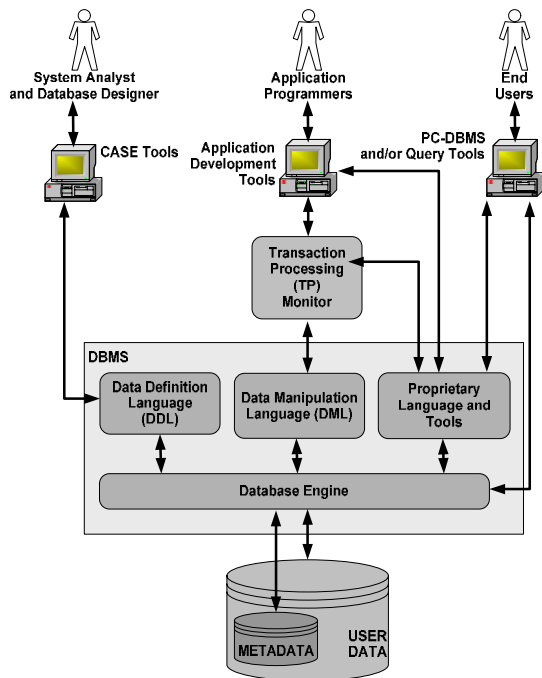 System Analyst
and Database Designer
Application
Programmers
End
Users
CASE Tools
Application
Development
Tools
PC-DBMS
and/or Query Tools
Transaction
Processing
(TP)
Monitor
DBMS
Data Definition
Language
(DDL)
Data Manipulation
Language (DML)
Proprietary
Language and
Tools
Database Engine
METADATA
USER
DATA